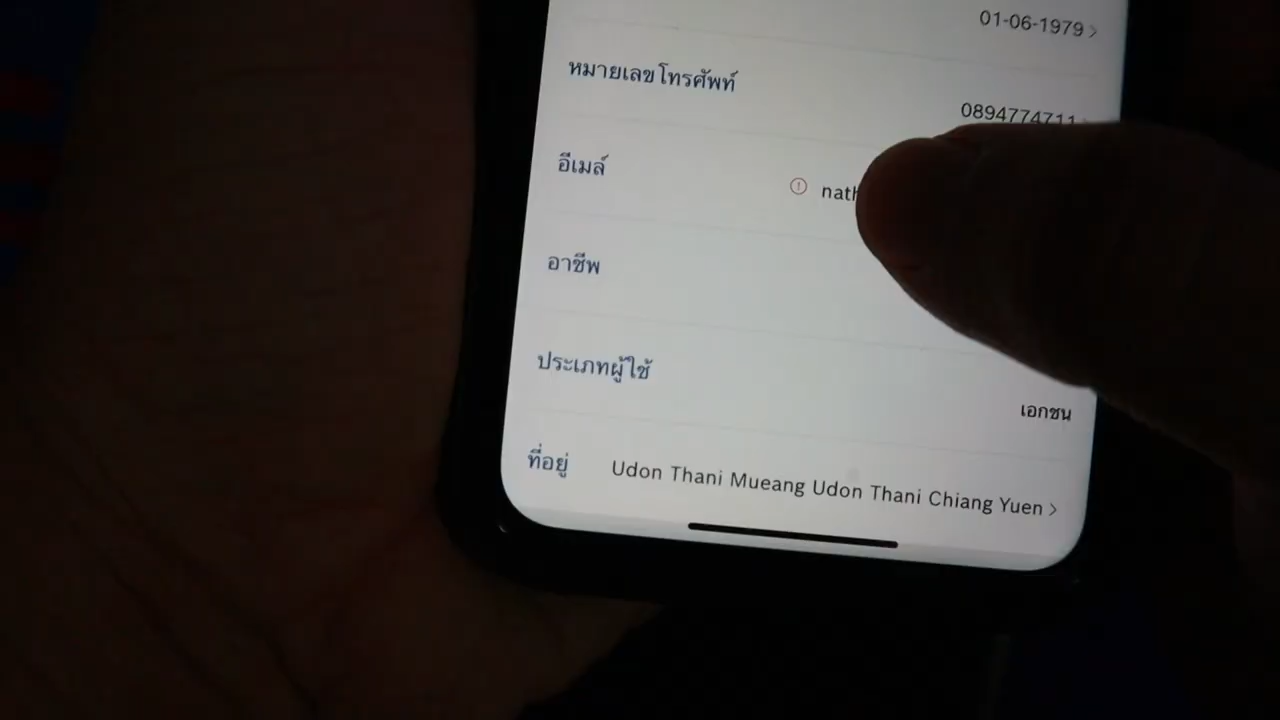 01-06-1979 >
หมายเลขโทรศัพท์
0894774711
อีเมล์
อาชีพ
ประเภทผู้ใช้
เอกชน
ที่อยู่ Udon Thani Mueang Udon Thani Chiang Yuen >